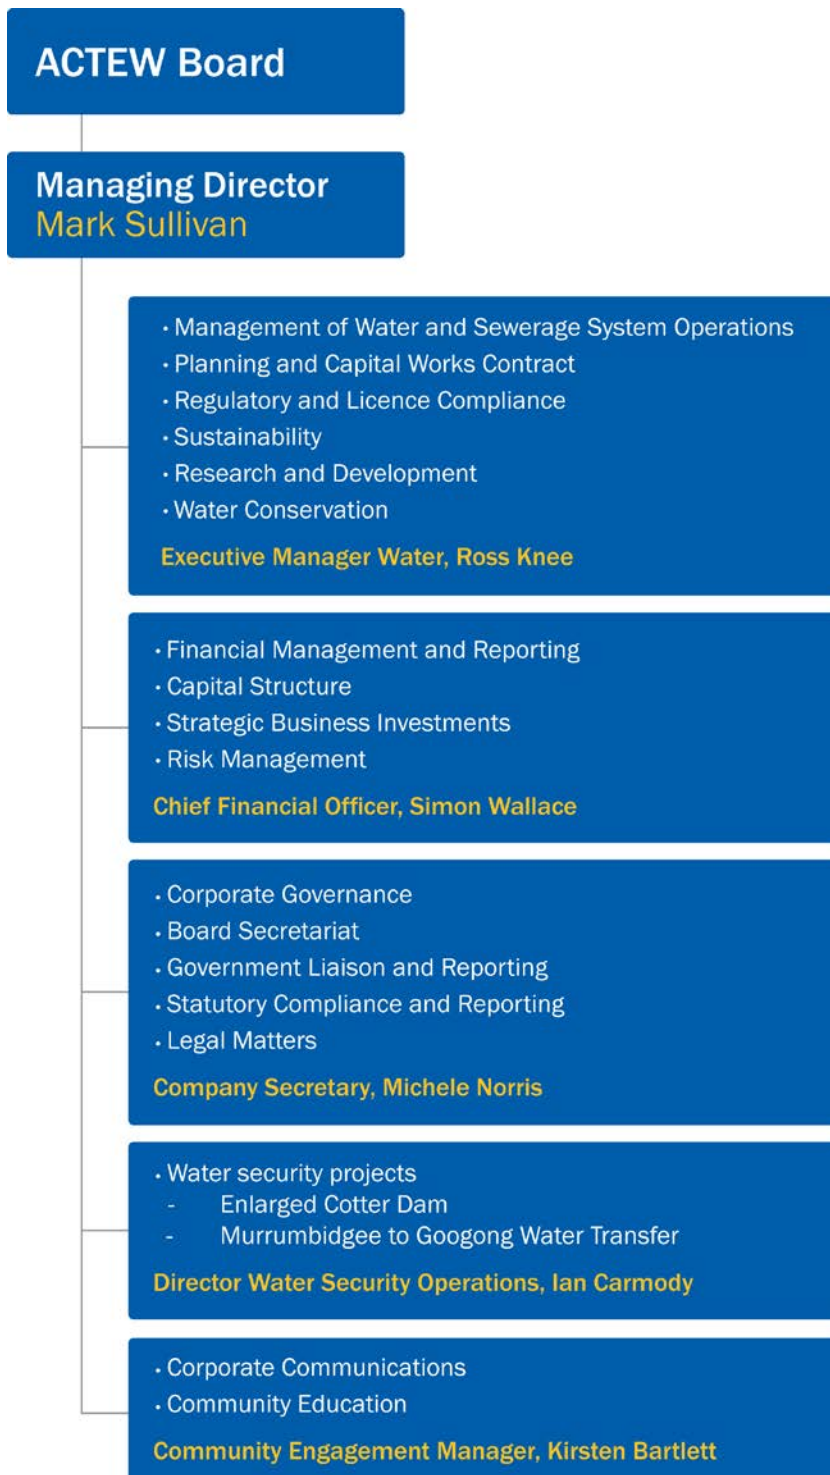 ACTEW Board
Managing Director
Mark Sullivan
· Management of Water and Sewerage System Operations
· Planning and Capital Works Contract
· Regulatory and Licence Compliance
· Sustainability
· Research and Development
· Water Conservation
Executive Manager Water, Ross Knee
· Financial Management and Reporting
· Capital Structure
· Strategic Business Investments
· Risk Management
Chief Financial Officer, Simon Wallace
· Corporate Governance
· Board Secretariat
· Government Liaison and Reporting
· Statutory Compliance and Reporting
· Legal Matters
Company Secretary, Michele Norris
· Water security projects
- Enlarged Cotter Dam
- Murrumbidgee to Googong Water Transfer
Director Water Security Operations, Ian Carmody
· Corporate Communications
· Community Education
Community Engagement Manager, Kirsten Bartlett